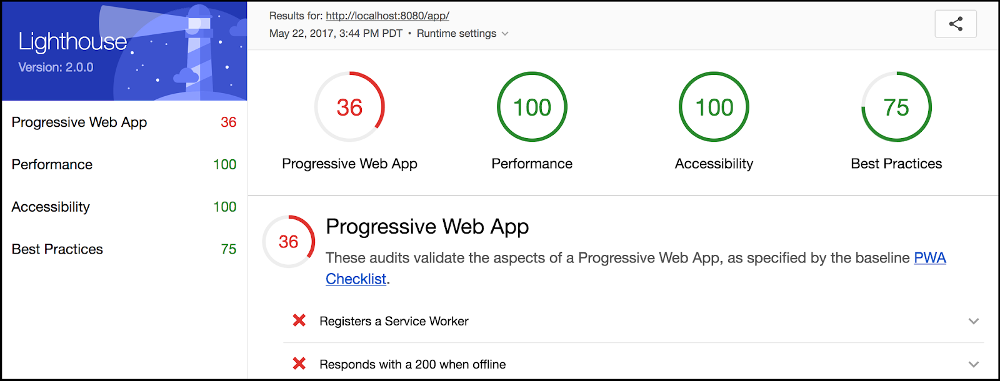 Lighthouse
Version: 2.0.0
Progressive Web App 36
Performance 100
Accessibility 100
Best Practices 75
Results for: http://localhost:8080/app/
May 22, 2017, 3:44 PM PDT • Runtime settings
36 100 100 75
Progressive Web App Performance Accessibility Best Practices
36
Progressive Web App
These audits validate the aspects of a Progressive Web App, as specified by the baseline PWA
Checklist.
Registers a Service Worker
Responds with a 200 when offline